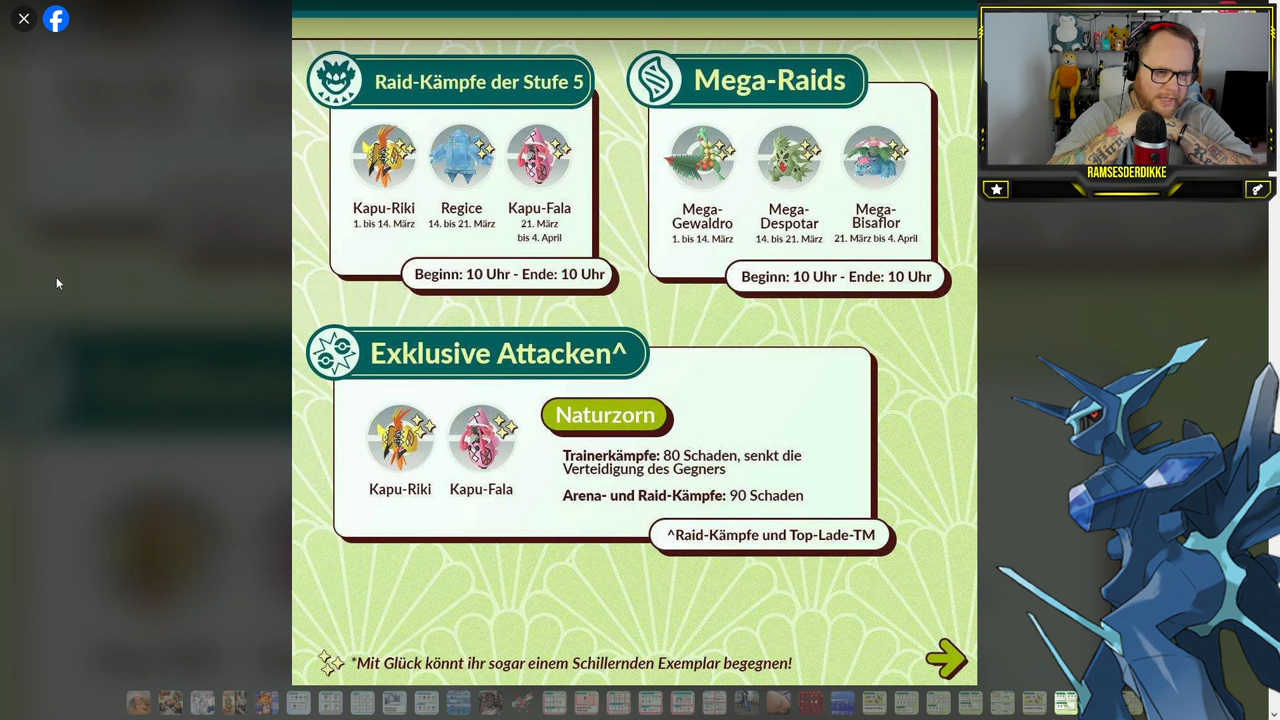 Raid-Kämpfe der Stufe 5
Kapu-Riki
1. bis 14. März
Regice
14. bis 21. März
Kapu-Fala
21. März
bis 4. April
Beginn: 10 Uhr - Ende: 10 Uhr
Mega-Raids
Mega-
Gewaldro
1. bis 14. März
Mega-
Despotar
14. bis 21. März
Mega-
Bisaflor
21. März bis 4. April
Beginn: 10 Uhr - Ende: 10 Uhr
RAMSESDERDIKKE
Exklusive Attacken^
Kapu-Riki
Kapu-Fala
Naturzorn
Trainerkämpfe: 80 Schaden, senkt die
Verteidigung des Gegners
Arena- und Raid-Kämpfe: 90 Schaden
^Raid-Kämpfe und Top-Lade-TM
*Mit Glück könnt ihr sogar einem Schillernden Exemplar begegnen!